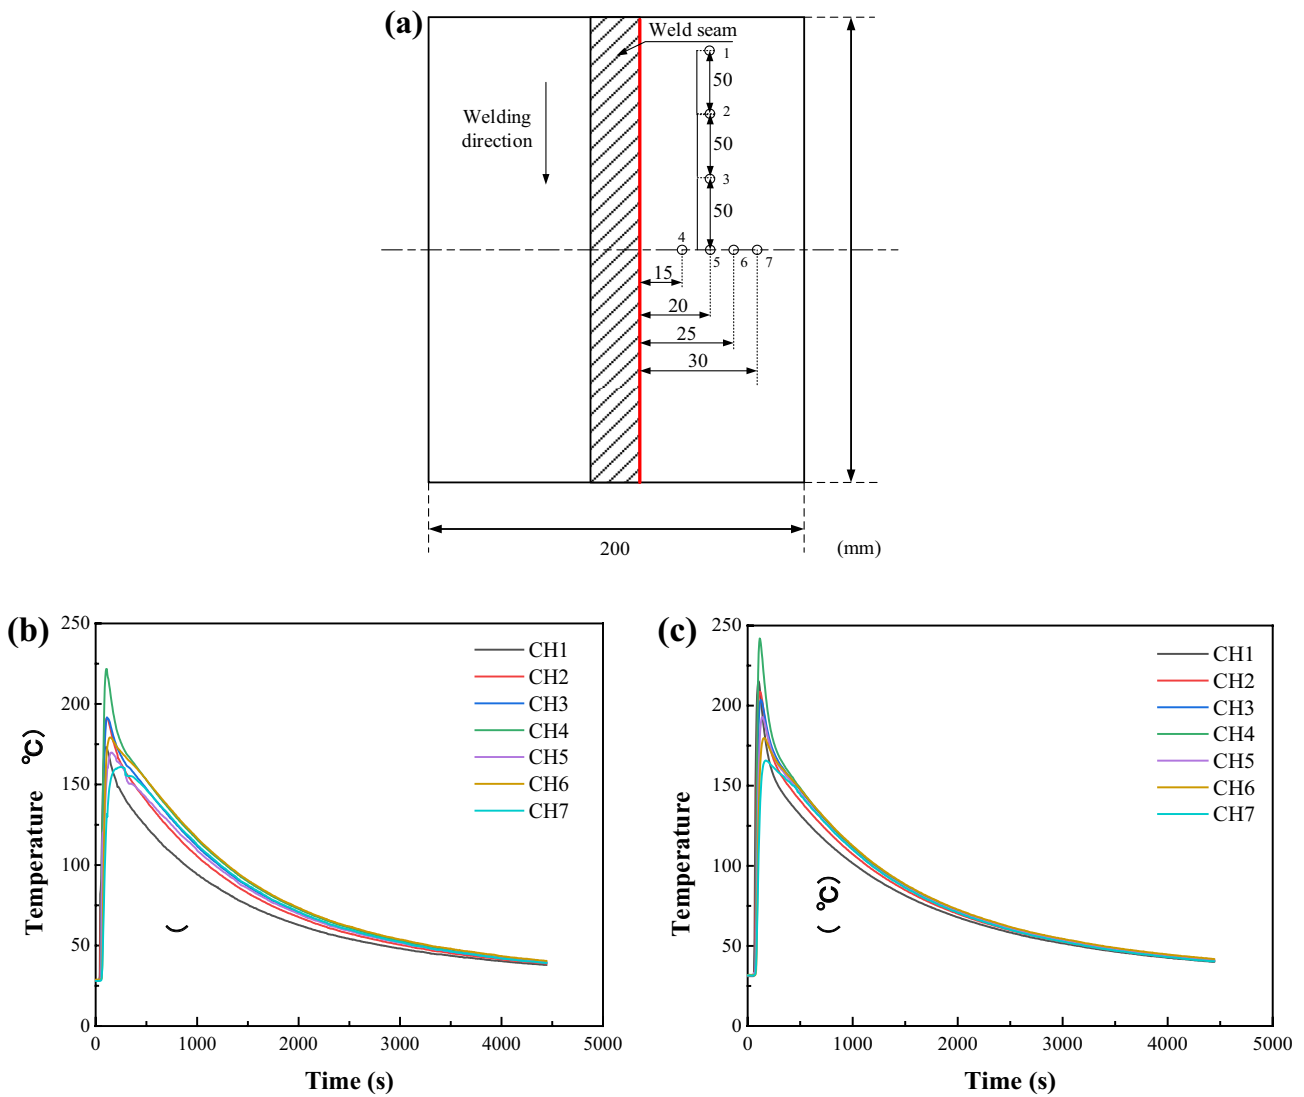 (a)
Weld seam
1
50
2
Welding
direction
50
3
50
4
5
6
7
15
20
25
30
200
(mm)
(b)
250
200
150
100
50
0
0
1000
2000
3000
4000
5000
Temperature
(
℃)
Time (s)
CH1
CH2
CH3
CH4
CH5
CH6
CH7
(c)
250
200
150
100
50
0
0
1000
2000
3000
4000
5000
Temperature
(℃)
Time (s)
CH1
CH2
CH3
CH4
CH5
CH6
CH7